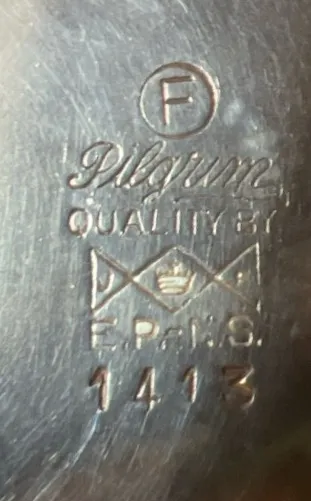 F
Pilgrim
QUALITY BY
E.P.N.S.
1413